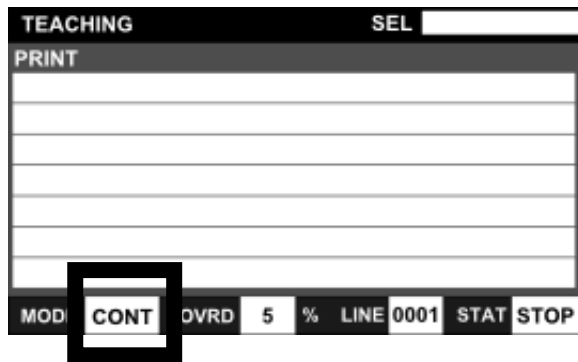 TEACHING SEL
PRINT
MOD CONT OVRD 5 % LINE 0001 STAT STOP